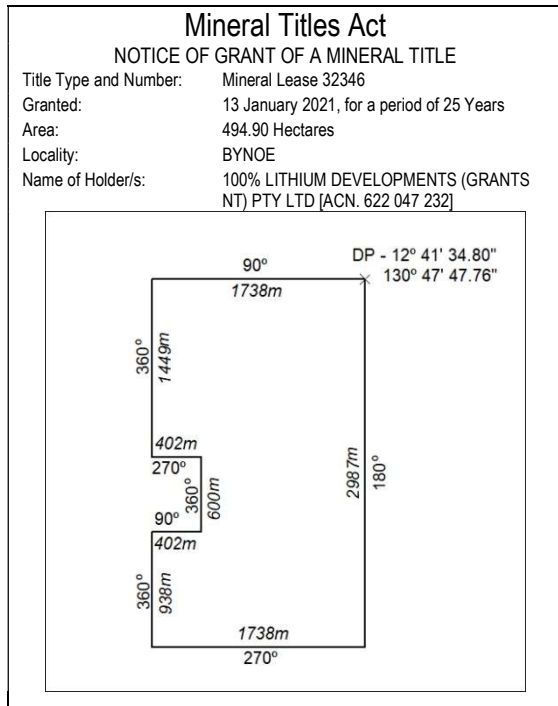 Mineral Titles Act
NOTICE OF GRANT OF A MINERAL TITLE
Title Type and Number: Mineral Lease 32346
Granted: 13 January 2021, for a period of 25 Years
Area: 494.90 Hectares
Locality: BYNOE
Name of Holder/s: 100% LITHIUM DEVELOPMENTS (GRANTS
NT) PTY LTD [ACN. 622 047 232]
DP - 12º 41' 34.80"
130º 47' 47.76"
90º
1738m
360º
1449m
402m
270º
360º
600m
90º
402m
2987m
180º
360º
938m
1738m
270º